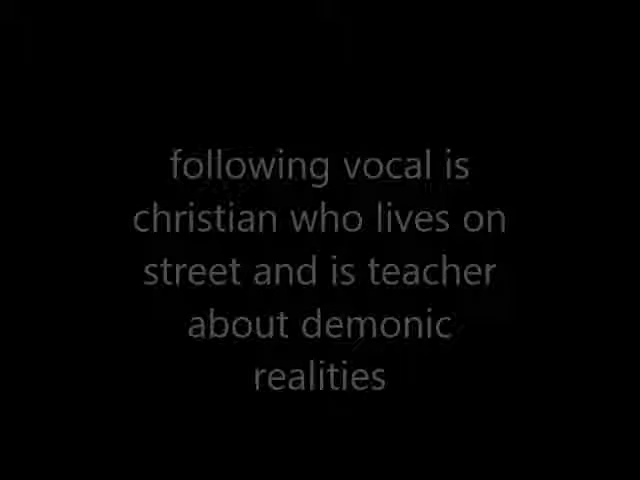 following vocal is
christian who lives on
street and is teacher
about demonic
realities